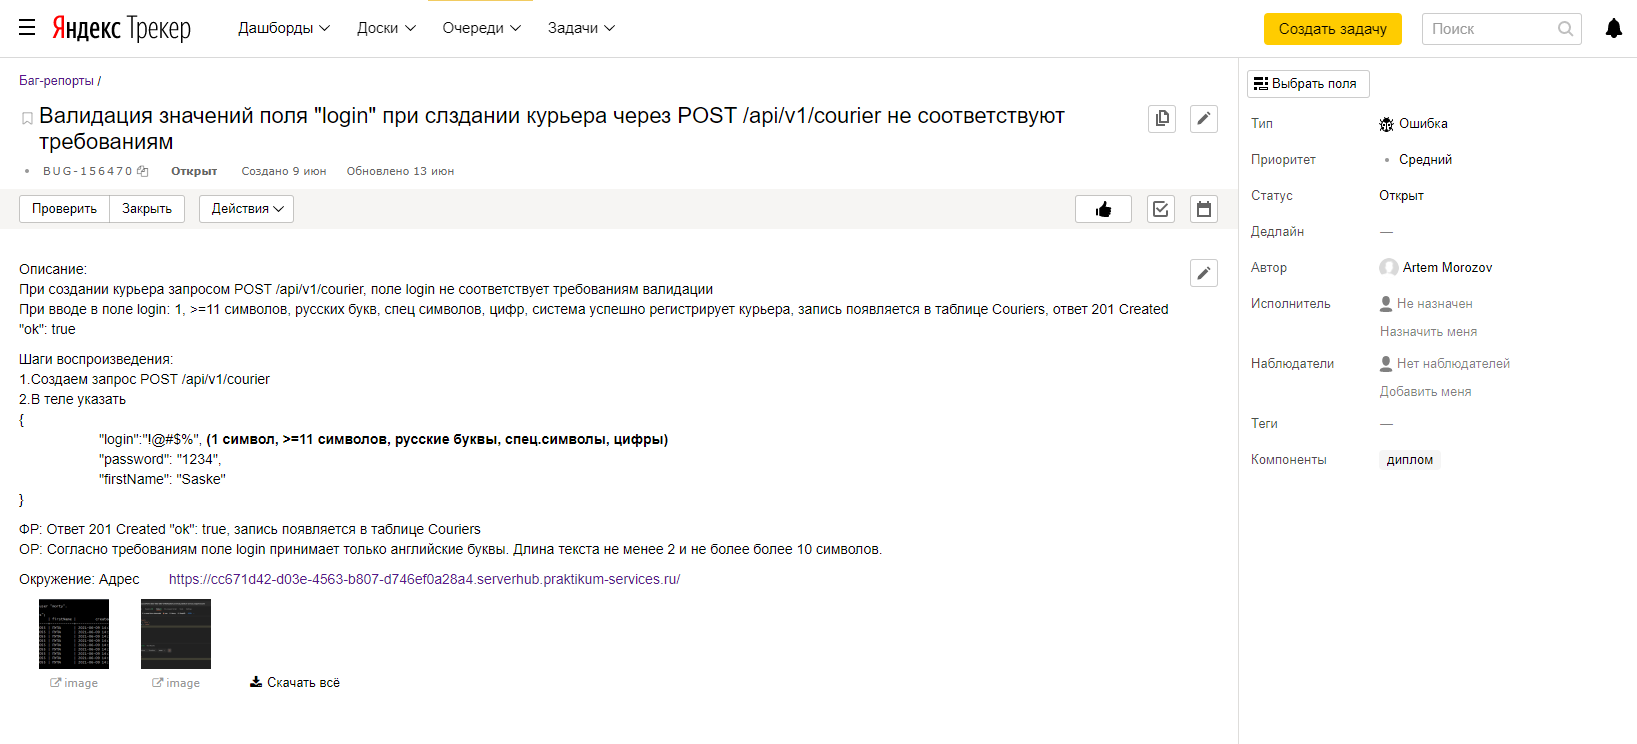 Яндекс Трекер Дашборды Доски Очереди Задачи Создать задачу Поиск
Баг-репорты /
Валидация значений поля "login" при слздании курьера через POST /api/v1/courier не соответствуют
требованиям
BUG-156470 Открыт Создано 9 июн Обновлено 13 июн
Проверить Закрыть Действия
Описание:
При создании курьера запросом POST /api/v1/courier, поле login не соответствует требованиям валидации
При вводе в поле login: 1, >=11 символов, русских букв, спец символов, цифр, система успешно регистрирует курьера, запись появляется в таблице Couriers, ответ 201 Created
"ok": true
Шаги воспроизведения:
1.Создаем запрос POST /api/v1/courier
2.В теле указать
{
"login":"!@#$%", (1 символ, >=11 символов, русские буквы, спец.символы, цифры)
"password": "1234",
"firstName": "Saske"
}
ФР: Ответ 201 Created "ok": true, запись появляется в таблице Couriers
ОР: Согласно требованиям поле login принимает только английские буквы. Длина текста не менее 2 и не более более 10 символов.
Окружение: Адрес https://cc671d42-d03e-4563-b807-d746ef0a28a4.serverhub.praktikum-services.ru/
image image Скачать всё
Выбрать поля
Тип Ошибка
Приоритет Средний
Статус Открыт
Дедлайн —
Автор Artem Morozov
Исполнитель Не назначен
Назначить меня
Наблюдатели Нет наблюдателей
Добавить меня
Теги —
Компоненты диплом